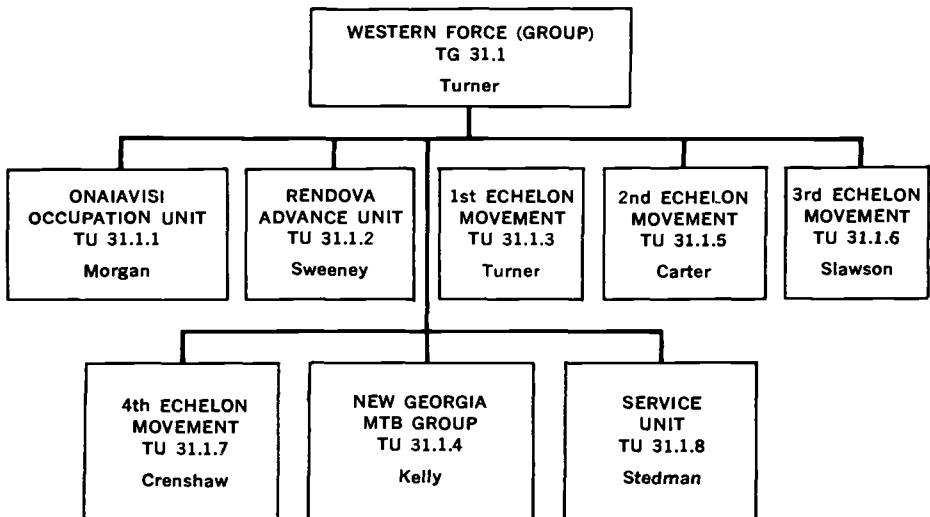 WESTERN FORCE (GROUP)
TG 31.1
Turner
ONAIAVISI
OCCUPATION UNIT
TU 31.1.1
Morgan
RENDOVA
ADVANCE UNIT
TU 31.1.2
Sweeney
1st ECHELON
MOVEMENT
TU 31.1.3
Turner
2nd ECHELON
MOVEMENT
TU 31.1.5
Carter
3rd ECHELON
MOVEMENT
TU 31.1.6
Slawson
4th ECHELON
MOVEMENT
TU 31.1.7
Crenshaw
NEW GEORGIA
MTB GROUP
TU 31.1.4
Kelly
SERVICE
UNIT
TU 31.1.8
Stedman